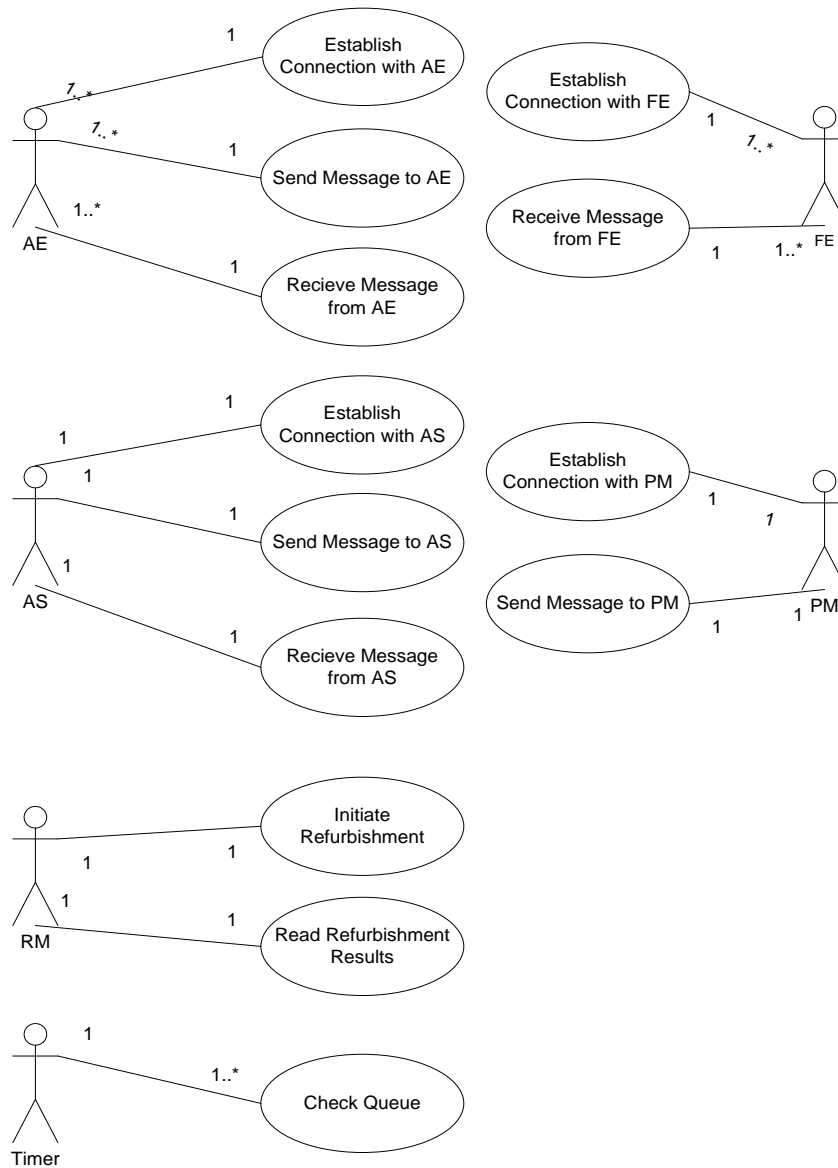 1
Establish
Connection with AE
1..*
1..*
1
Send Message to AE
1..*
AE
1
Recieve Message
from AE
Establish
Connection with FE
1
1..*
Receive Message
from FE
1
1..*
FE
1
Establish
Connection with AS
1
1
1
Send Message to AS
1
AS
1
Recieve Message
from AS
Establish
Connection with PM
1
1
Send Message to PM
1
1
PM
Initiate
Refurbishment
1
1
1
RM
1
Read Refurbishment
Results
1
1..*
Check Queue
Timer